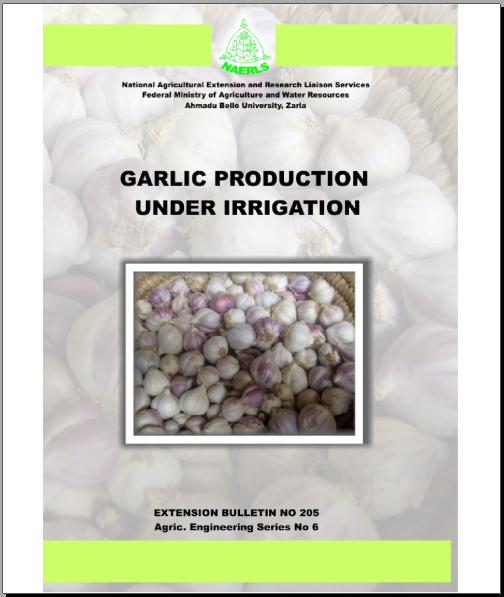 NAERLS
National Agricultural Extension and Research Liaison Services
Federal Ministry of Agriculture and Water Resources
Ahmadu Bello University, Zaria
GARLIC PRODUCTION
UNDER IRRIGATION
EXTENSION BULLETIN NO 205
Agric. Engineering Series No 6